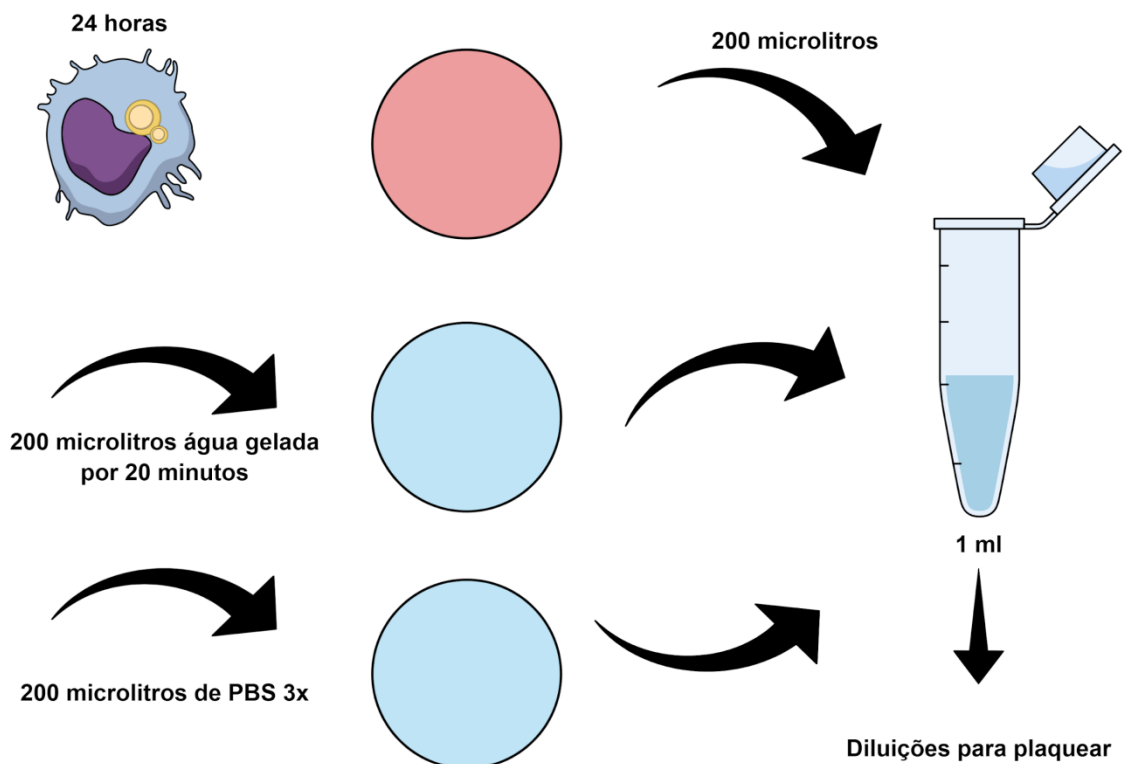 24 horas
200 microlitros
200 microlitros água gelada
por 20 minutos
1 ml
200 microlitros de PBS 3x
Diluições para plaquear